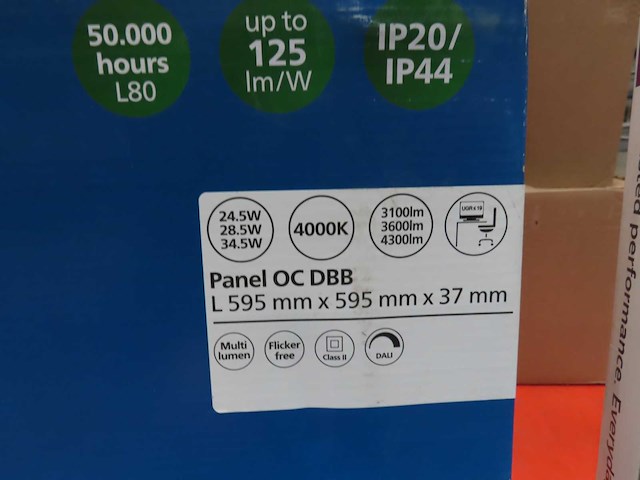 50.000
hours
L80
up to
125
lm/W
IP20/
IP44
24.5W
28.5W
34.5W
4000K
3100lm
3600lm
4300lm
UGR≤19
Panel OC DBB
L 595 mm x 595 mm x 37 mm
Multi
lumen
Flicker
free
Class II
DALI
performance. Everyda